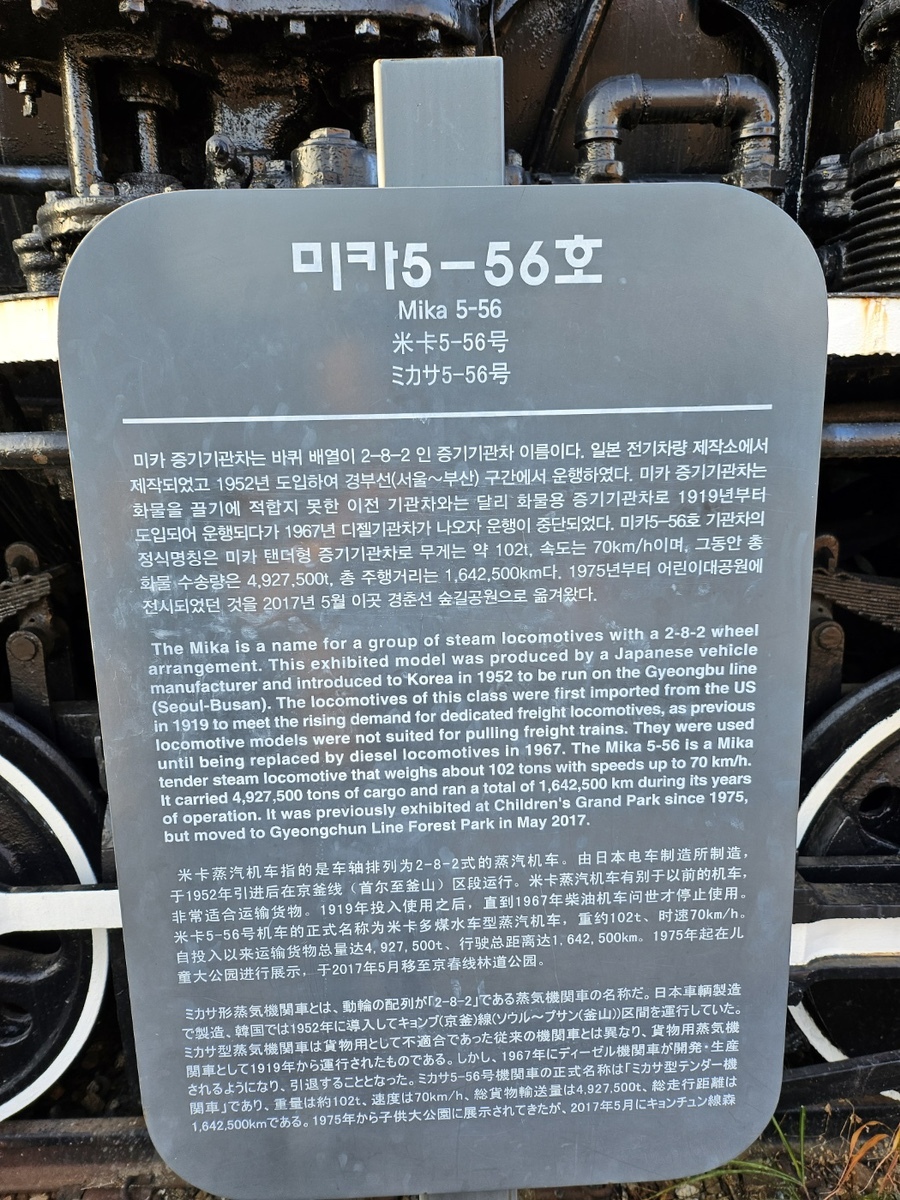 미카5-56호
Mika 5-56
米卡5-56号
ミカサ5-56号
미카 증기기관차는 바퀴 배열이 2-8-2 인 증기기관차 이름이다. 일본 전기차량 제작소에서
제작되었고 1952년 도입하여 경부선(서울～부산) 구간에서 운행하였다. 미카 증기기관차는
화물을 끌기에 적합지 못한 이전 기관차와는 달리 화물용 증기기관차로 1919년부터
도입되어 운행되다가 1967년 디젤기관차가 나오자 운행이 중단되었다. 미카5-56호 기관차의
정식명칭은 미카 탠더형 증기기관차로 무게는 약 102t, 속도는 70km/h이며, 그동안 총
화물 수송량은 4,927,500t, 총 주행거리는 1,642,500km다. 1975년부터 어린이대공원에
전시되었던 것을 2017년 5월 이곳 경춘선 숲길공원으로 옮겨왔다.
The Mika is a name for a group of steam locomotives with a 2-8-2 wheel
arrangement. This exhibited model was produced by a Japanese vehicle
manufacturer and introduced to Korea in 1952 to be run on the Gyeongbu line
(Seoul-Busan). The locomotives of this class were first imported from the US
in 1919 to meet the rising demand for dedicated freight locomotives, as previous
locomotive models were not suited for pulling freight trains. They were used
until being replaced by diesel locomotives in 1967. The Mika 5-56 is a Mika
tender steam locomotive that weighs about 102 tons with speeds up to 70 km/h.
It carried 4,927,500 tons of cargo and ran a total of 1,642,500 km during its years
of operation. It was previously exhibited at Children's Grand Park since 1975,
but moved to Gyeongchun Line Forest Park in May 2017.
米卡蒸汽机车指的是车轴排列为2-8-2式的蒸汽机车。由日本电车制造所制造，
于1952年引进后在京釜线（首尔至釜山）区段运行。米卡蒸汽机车有别于以前的机车，
非常适合运输货物。1919年投入使用之后，直到1967年柴油机车问世才停止使用。
米卡5-56号机车的正式名称为米卡多煤水车型蒸汽机车，重约102t、时速70km/h。
自投入以来运输货物总量达4,927,500t、行驶总距离达1,642,500km。1975年起在儿
童大公园进行展示，于2017年5月移至京春线林道公园。
ミカサ形蒸気機関車とは、動輪の配列が「2-8-2」である蒸気機関車の名称だ。日本車輌製造
で製造、韓国では1952年に導入してキョンブ(京釜)線(ソウル～プサン(釜山))区間を運行していた。
ミカサ型蒸気機関車は貨物用として不適合であった従来の機関車とは異なり、貨物用蒸気機
関車として1919年から運行されたものである。しかし、1967年にディーゼル機関車が開発・生産
されるようになり、引退することとなった。ミカサ5-56号機関車の正式名称は「ミカサ型テンダー機
関車」であり、重量は約102t、速度は70km/h、総貨物輸送量は4,927,500t、総走行距離は
1,642,500kmである。1975年から子供大公園に展示されてきたが、2017年5月にキョンチュン線森